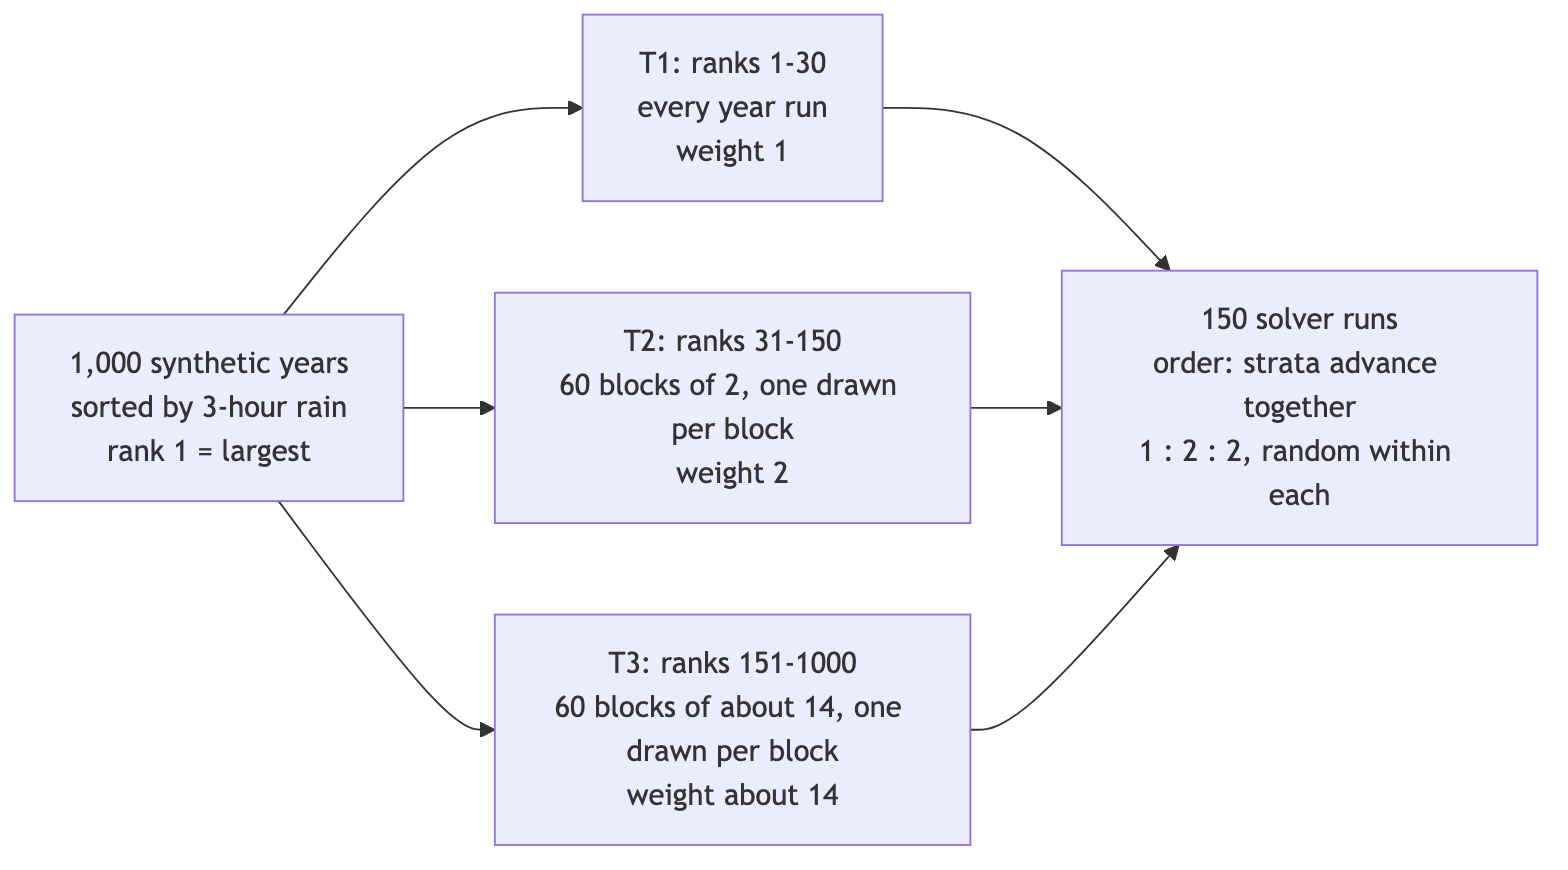 1,000 synthetic years
sorted by 3-hour rain
rank 1 = largest
T1: ranks 1-30
every year run
weight 1
T2: ranks 31-150
60 blocks of 2, one drawn
per block
weight 2
T3: ranks 151-1000
60 blocks of about 14, one
drawn per block
weight about 14
150 solver runs
order: strata advance
together
1 : 2 : 2, random within
each